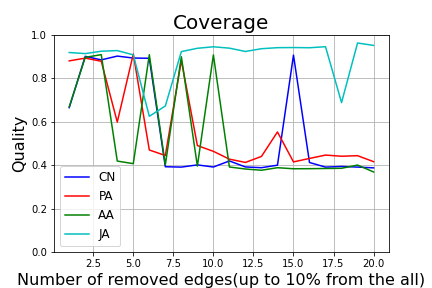 Coverage
1.0
0.8
0.6
0.4
0.2
0.0
Quality
CN
PA
AA
JA
2.5 5.0 7.5 10.0 12.5 15.0 17.5 20.0
Number of removed edges(up to 10% from the all)